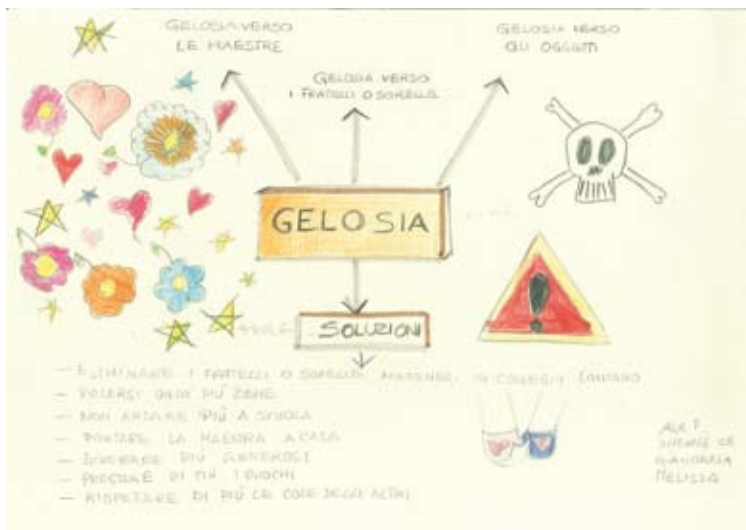 GELOSIA VERSO
LE MAESTRE
GELOSIA VERSO
GLI OGGETTI
GELOSIA VERSO
I FRATELLI O SORELLE
GELOSIA
SOLUZIONI
– ELIMINARE I FRATELLI O SORELLE IN COLLEGIO LONTANO
– VOLERSI PIÙ BENE
– NON ANDARE PIÙ A SCUOLA
– PORTARE LA MAESTRA A CASA
– DIVENTARE PIÙ GENEROSI
– PRESTARE DI PIÙ I GIOCHI
– RISPETTARE DI PIÙ LE COSE DEGLI ALTRI
MELISSA